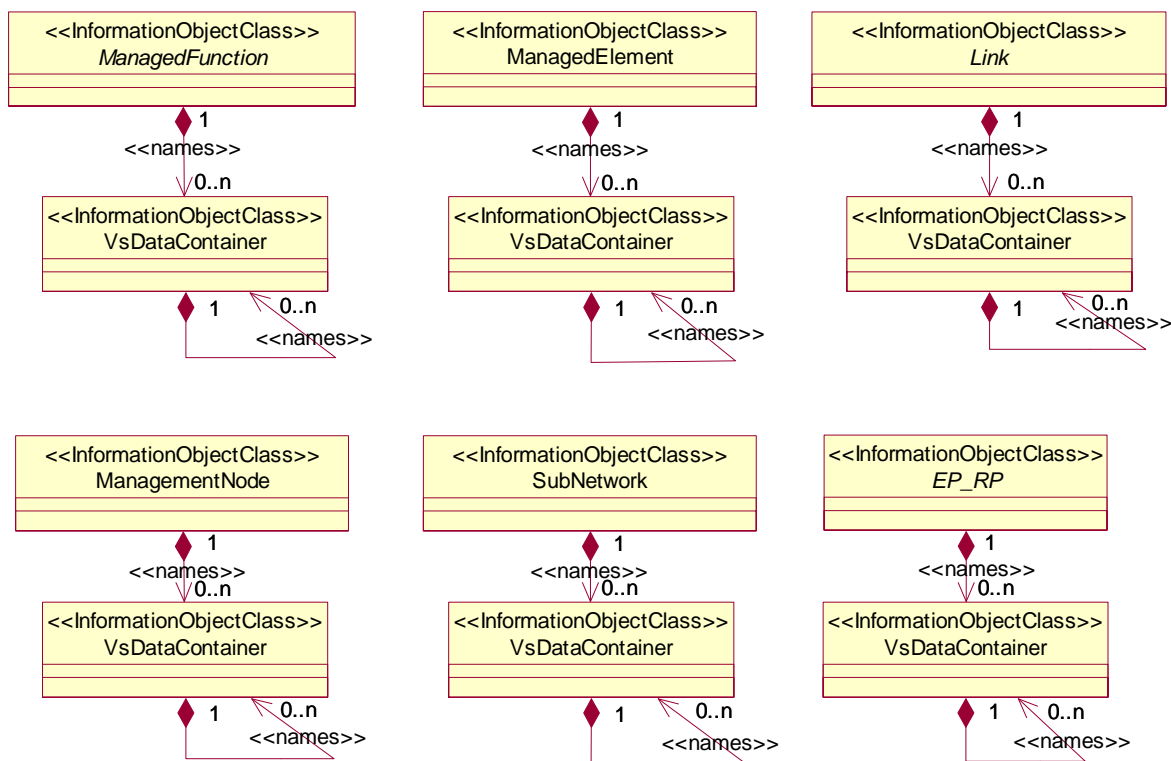 <<InformationObjectClass>>
ManagedFunction
1
<<names>>
0..n
<<InformationObjectClass>>
VsDataContainer
1
0..n
<<names>>
<<InformationObjectClass>>
ManagedElement
1
<<names>>
0..n
<<InformationObjectClass>>
VsDataContainer
1
0..n
<<names>>
<<InformationObjectClass>>
Link
1
<<names>>
0..n
<<InformationObjectClass>>
VsDataContainer
1
0..n
<<names>>
<<InformationObjectClass>>
ManagementNode
1
<<names>>
0..n
<<InformationObjectClass>>
VsDataContainer
1
0..n
<<names>>
<<InformationObjectClass>>
SubNetwork
1
<<names>>
0..n
<<InformationObjectClass>>
VsDataContainer
1
0..n
<<names>>
<<InformationObjectClass>>
EP_RP
1
<<names>>
0..n
<<InformationObjectClass>>
VsDataContainer
1
0..n
<<names>>